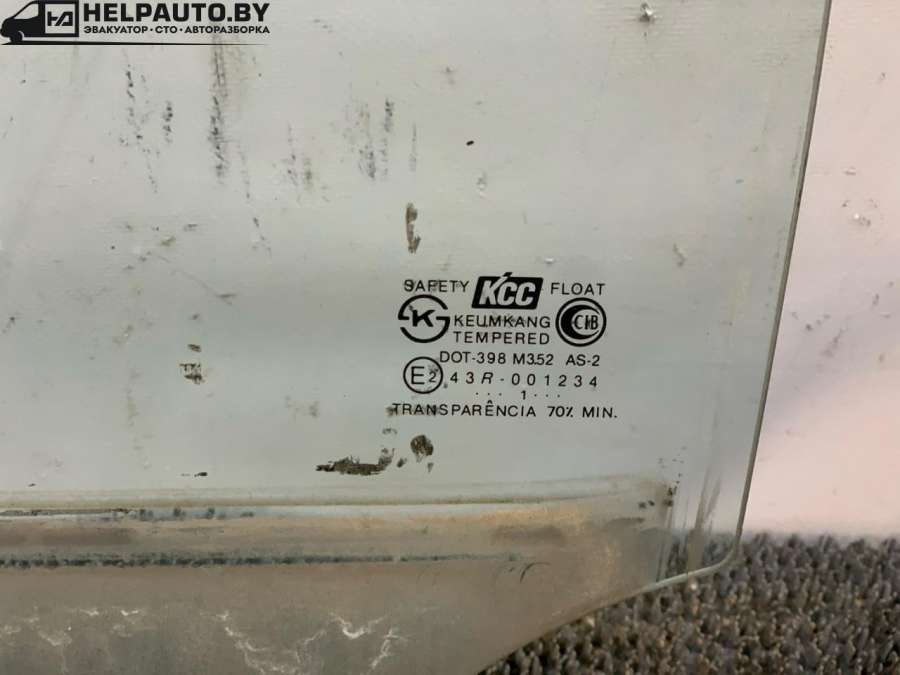 HELPAUTO.BY
ЭВАКУАТОР • СТО • АВТОРАЗБОРКА
SAFETY KCC FLOAT
K KEUMKANG CIB
TEMPERED
DOT-398 M352 AS-2
E2 43R-001234
... 1 ...
TRANSPARÊNCIA 70% MIN.